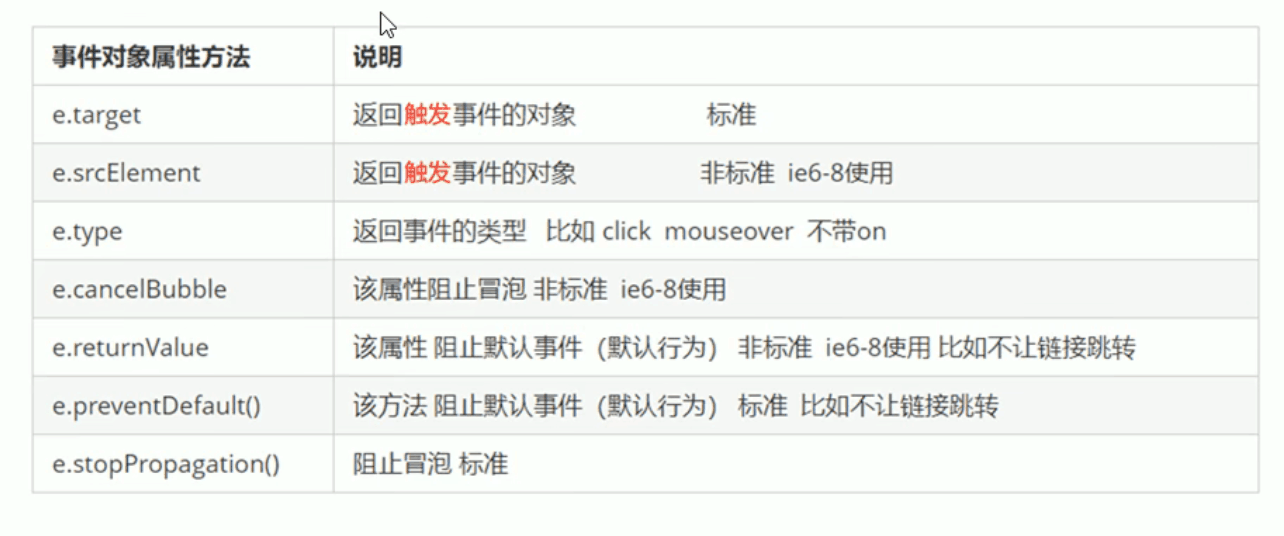 事件对象属性方法 说明
e.target 返回触发事件的对象 标准
e.srcElement 返回触发事件的对象 非标准 ie6-8使用
e.type 返回事件的类型 比如 click mouseover 不带on
e.cancelBubble 该属性阻止冒泡 非标准 ie6-8使用
e.returnValue 该属性 阻止默认事件（默认行为） 非标准 ie6-8使用 比如不让链接跳转
e.preventDefault() 该方法 阻止默认事件（默认行为） 标准 比如不让链接跳转
e.stopPropagation() 阻止冒泡 标准